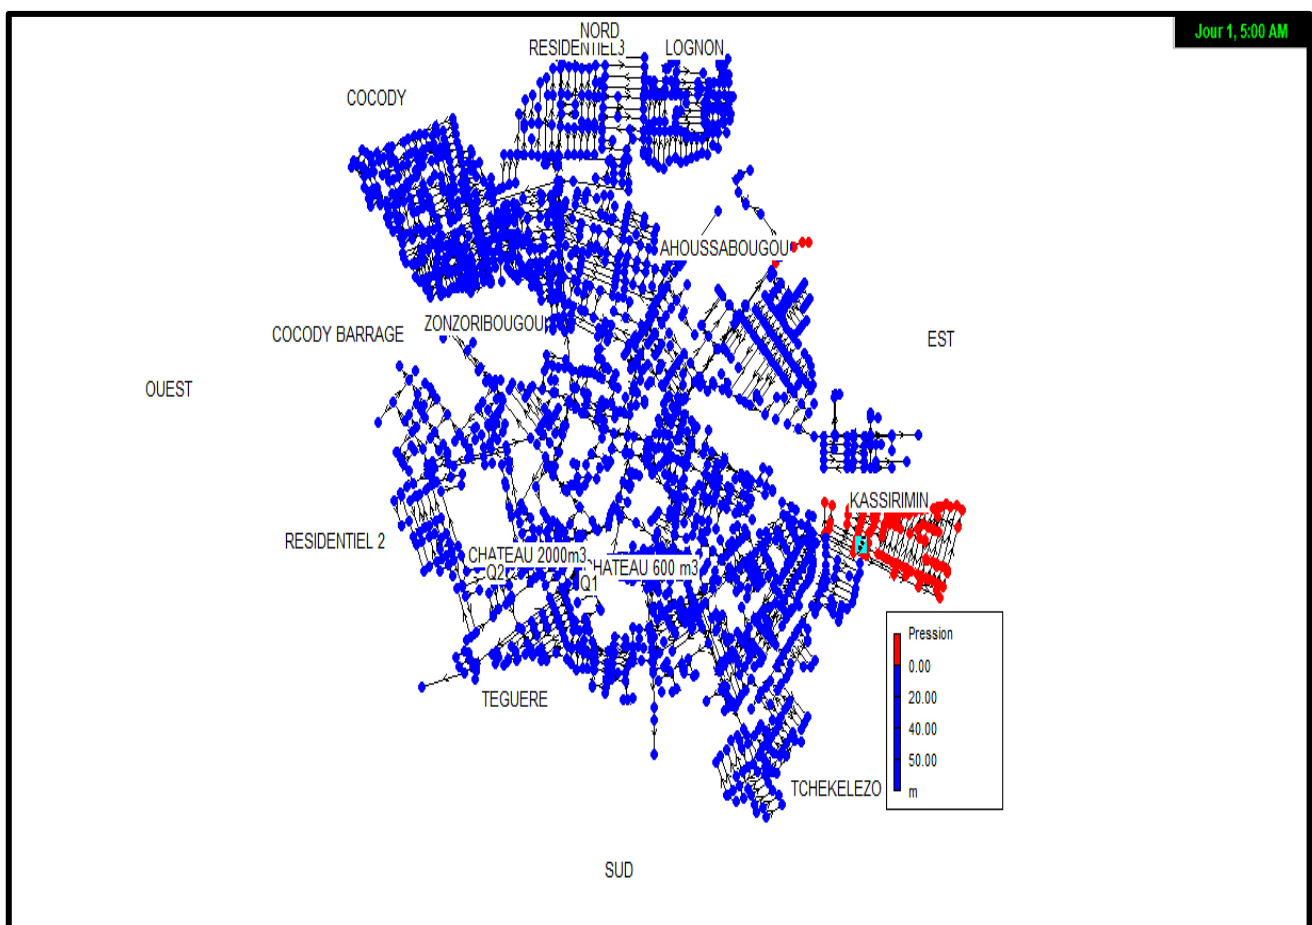 Jour 1, 5:00 AM
NORD
RESIDENTIEL3
LOGNON
COCODY
AHOUSSABOUGOU
COCODY BARRAGE
ZONZORIBOUGOU
EST
OUEST
KASSIRIMIN
RESIDENTIEL 2
CHATEAU 2000m3
CHATEAU 600 m3
Q2
Q1
Pression
0.00
20.00
40.00
50.00
m
TEGUERE
TCHEKELEZO
SUD